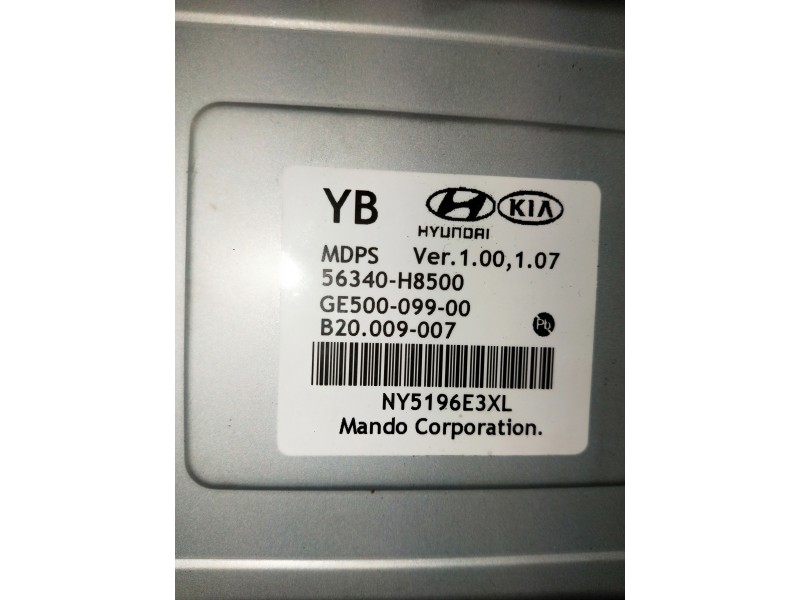 YB HYUNDAI KIA
MDPS Ver.1.00,1.07
56340-H8500
GE500-099-00
B20.009-007 Pb
NY5196E3XL
Mando Corporation.